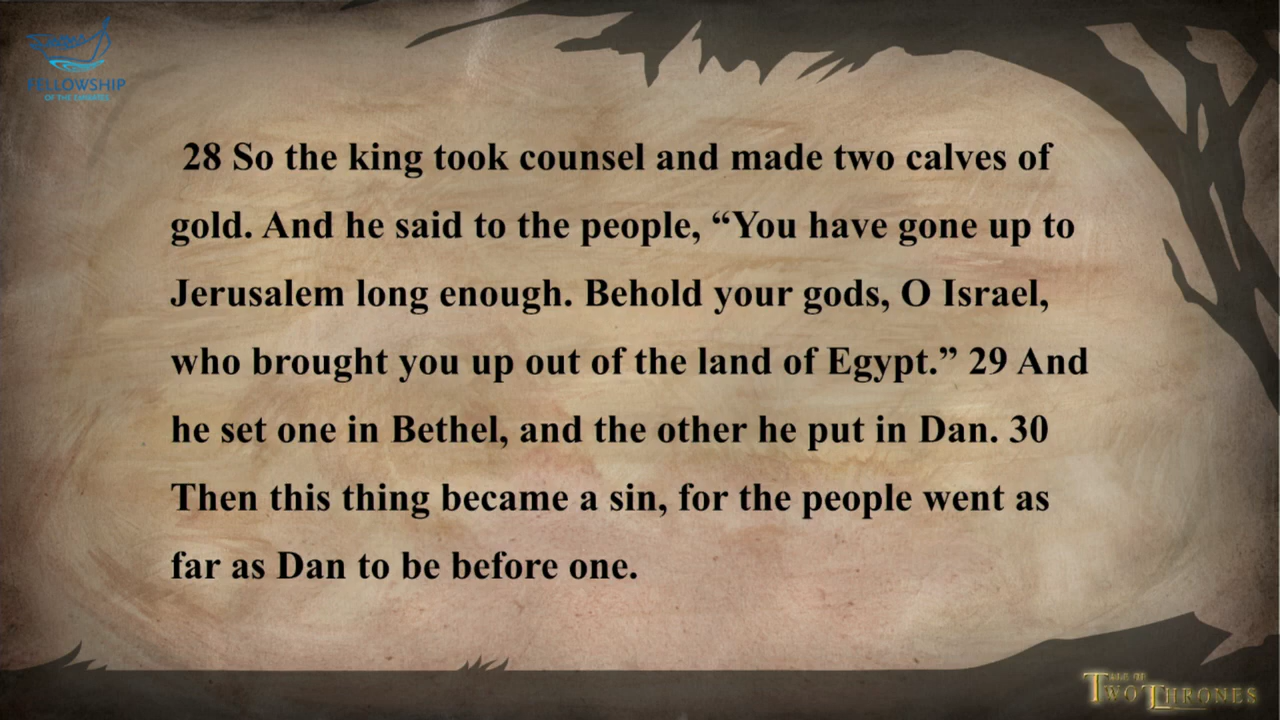 FELLOWSHIP
28 So the king took counsel and made two calves of
gold. And he said to the people, “You have gone up to
Jerusalem long enough. Behold your gods, O Israel,
who brought you up out of the land of Egypt.” 29 And
he set one in Bethel, and the other he put in Dan. 30
Then this thing became a sin, for the people went as
far as Dan to be before one.
TALE OF
TWO THRONES